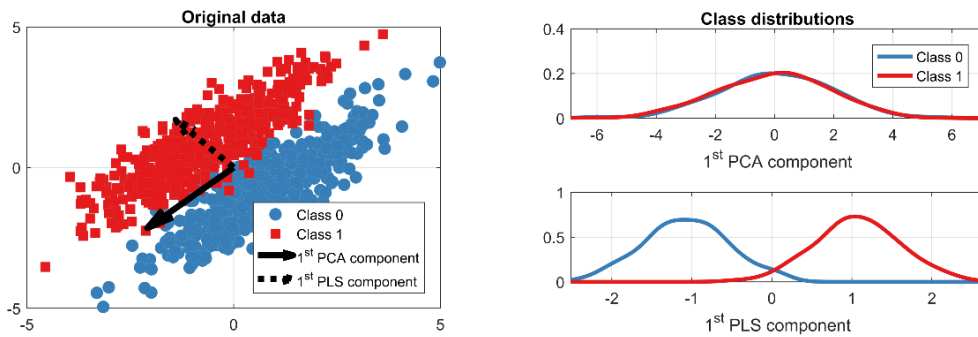 Original data
5
0
-5
-5
0
5
Class 0
Class 1
1st PCA component
1st PLS component
Class distributions
0.4
0.2
0
-6
-4
-2
0
2
4
6
Class 0
Class 1
1st PCA component
1
0.5
0
-2
-1
0
1
2
1st PLS component